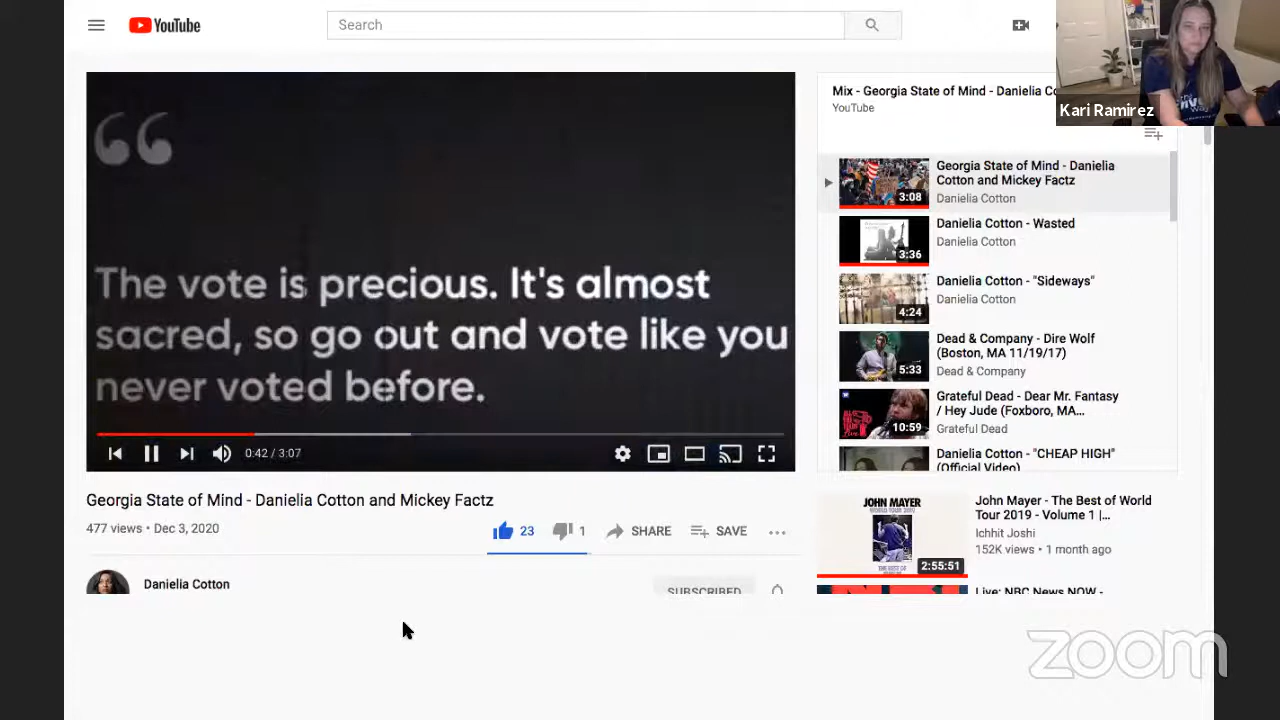 YouTube
Search
Kari Ramirez
“
The vote is precious. It's almost
sacred, so go out and vote like you
never voted before.
0:42 / 3:07
Georgia State of Mind - Danielia Cotton and Mickey Factz
477 views • Dec 3, 2020
23
1
SHARE
SAVE
Danielia Cotton
SUBSCRIBED
Mix - Georgia State of Mind - Danielia Co
YouTube
Georgia State of Mind - Danielia
Cotton and Mickey Factz
Danielia Cotton
3:08
Danielia Cotton - Wasted
Danielia Cotton
3:36
Danielia Cotton - "Sideways"
Danielia Cotton
4:24
Dead & Company - Dire Wolf
(Boston, MA 11/19/17)
Dead & Company
5:33
Grateful Dead - Dear Mr. Fantasy
/ Hey Jude (Foxboro, MA...
Grateful Dead
10:59
Danielia Cotton - "CHEAP HIGH"
(Official Video)
JOHN MAYER
2:55:51
John Mayer - The Best of World
Tour 2019 - Volume 1 |...
Ichhit Joshi
152K views • 1 month ago
Live: NBC News NOW -
zoom